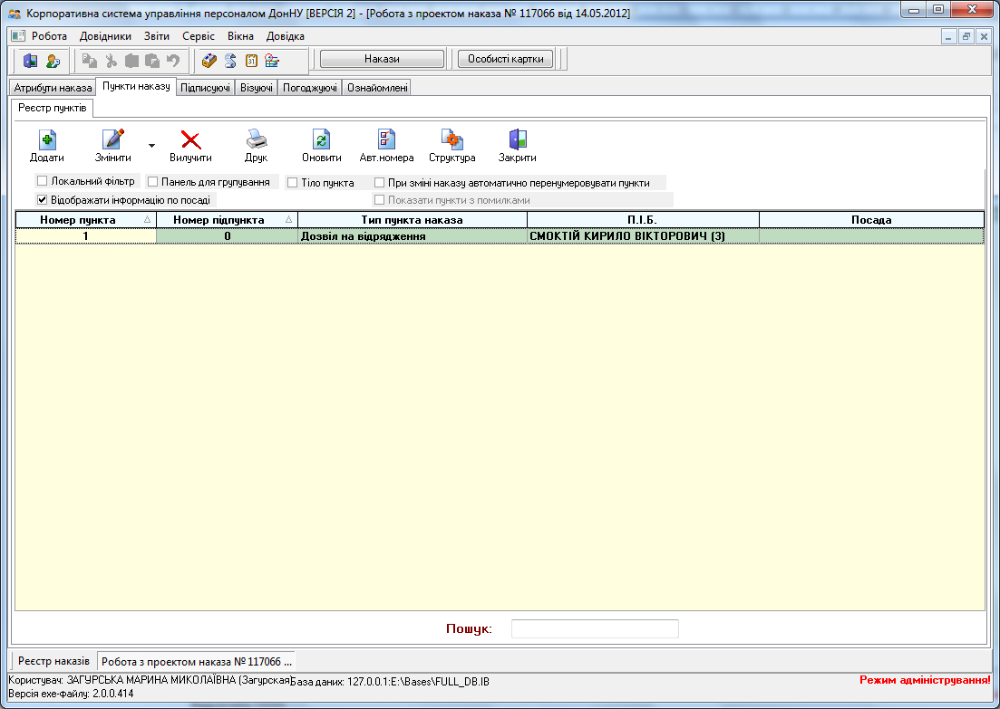 Корпоративна система управління персоналом ДонНУ [ВЕРСІЯ 2] - [Робота з проектом наказа № 117066 від 14.05.2012]
Робота Довідники Звіти Сервіс Вікна Довідка
Накази Особисті картки
Атрибути наказа Пункти наказу Підписуючі Візуючі Погоджуючі Ознайомлені
Реєстр пунктів
Додати Змінити Вилучити Друк Оновити Авт.номера Структура Закрити
Локальний фільтр Панель для групування Тіло пункта При зміні наказу автоматично перенумеровувати пункти
Відображати інформацію по посаді Показати пункти з помилками
Номер пункта Номер підпункта Тип пункта наказа П.І.Б. Посада
1 0 Дозвіл на відрядження СМОКТІЙ КИРИЛО ВІКТОРОВИЧ (3)
Пошук:
Реєстр наказів Робота з проектом наказа № 117066 ...
Користувач: ЗАГУРСЬКА МАРИНА МИКОЛАЇВНА (Загурская) База даних: 127.0.0.1:E:\Bases\FULL_DB.IB Режим адміністрування!
Версія exe-файлу: 2.0.0.414